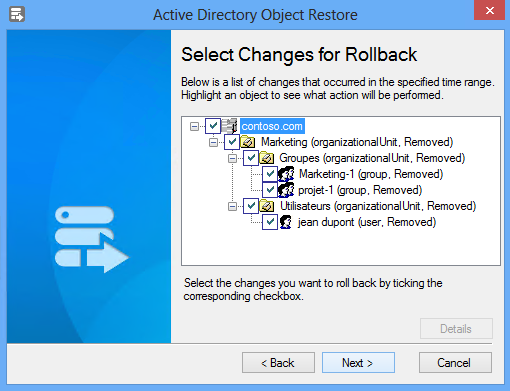 Active Directory Object Restore
Select Changes for Rollback
Below is a list of changes that occurred in the specified time range.
Highlight an object to see what action will be performed.
contoso.com
Marketing (organizationalUnit, Removed)
Groupes (organizationalUnit, Removed)
Marketing-1 (group, Removed)
projet-1 (group, Removed)
Utilisateurs (organizationalUnit, Removed)
jean dupont (user, Removed)
Select the changes you want to roll back by ticking the
corresponding checkbox.
Details
< Back
Next >
Cancel